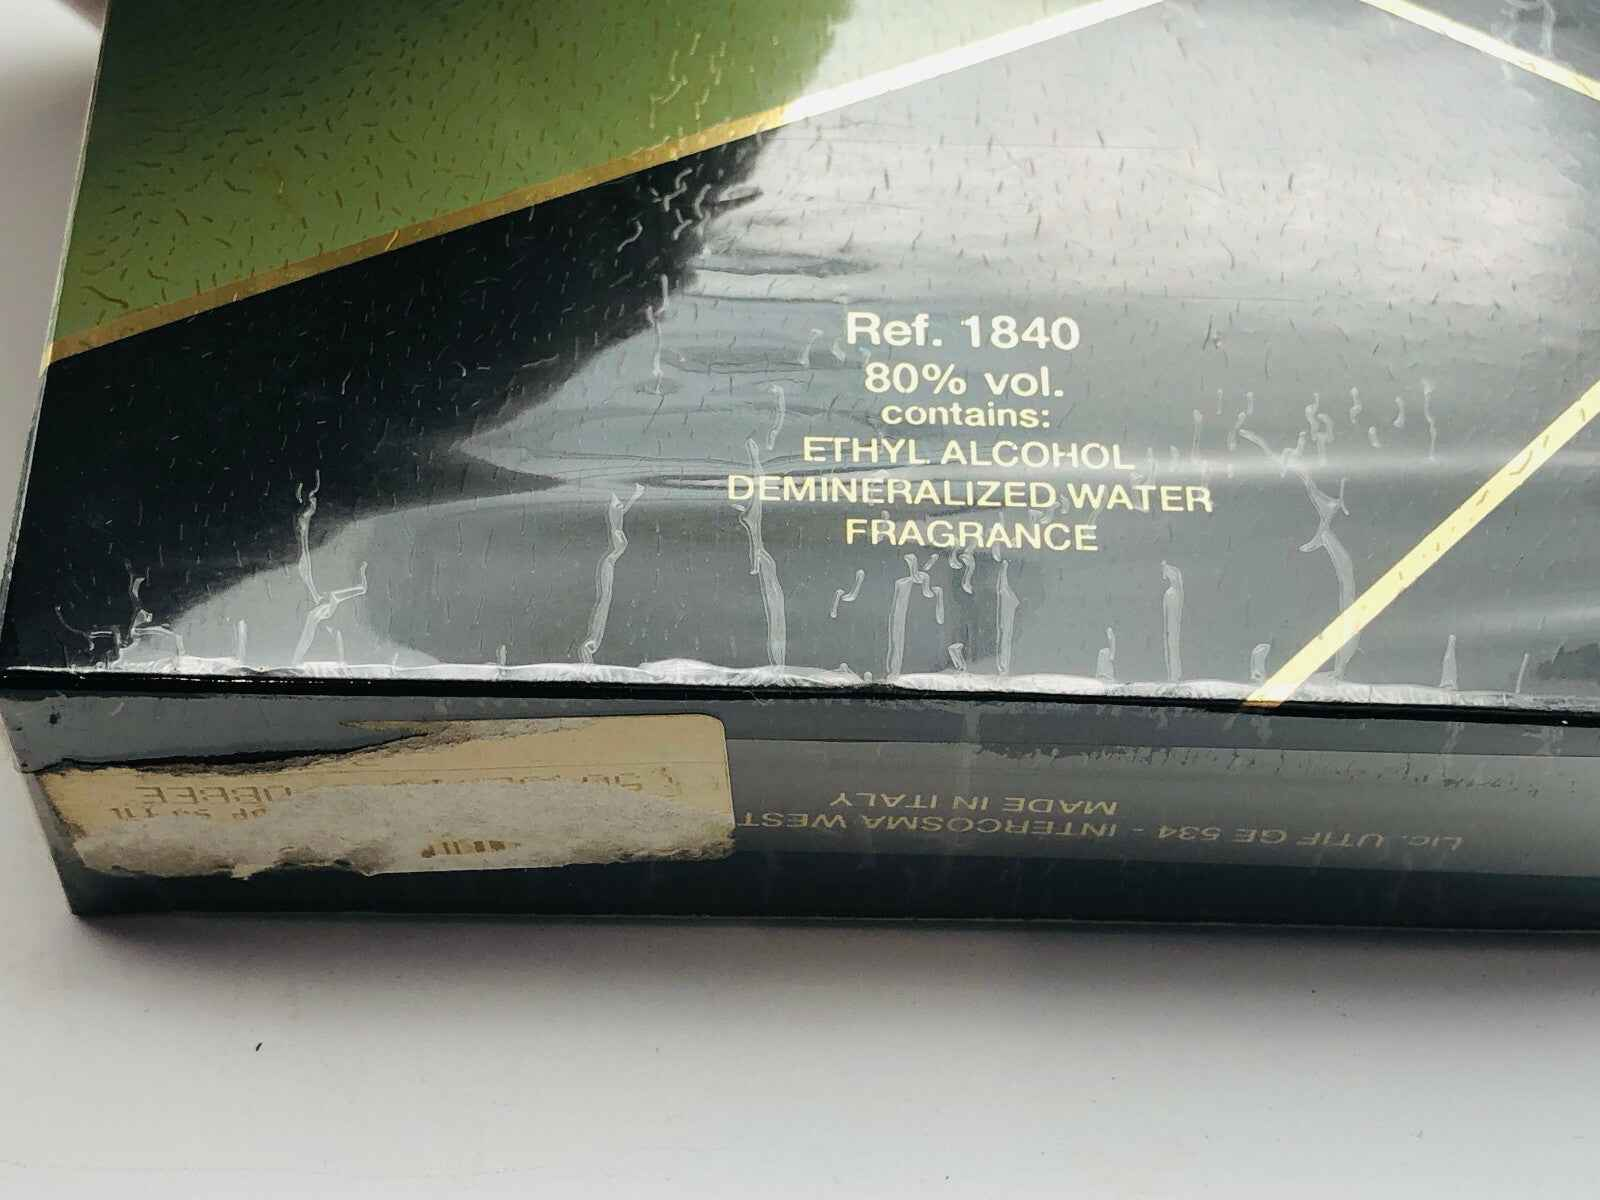 Ref. 1840
80% vol.
contains:
ETHYL ALCOHOL
DEMINERALIZED WATER
FRAGRANCE
Lic. UTIF GE 534 - INTERCOSMA WEST
MADE IN ITALY